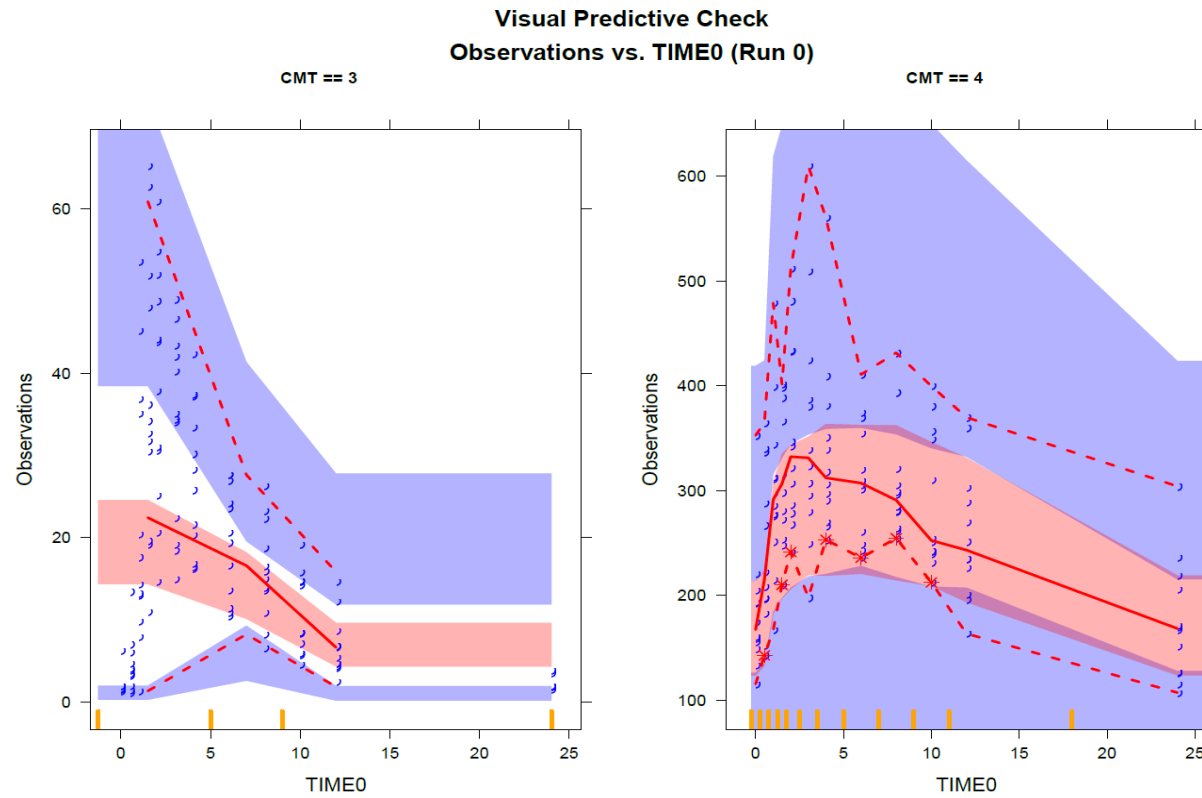 Visual Predictive Check
Observations vs. TIME0 (Run 0)
CMT == 3
CMT == 4
Observations
60
40
20
0
0 5 10 15 20 25
TIME0
Observations
600
500
400
300
200
100
0 5 10 15 20 25
TIME0